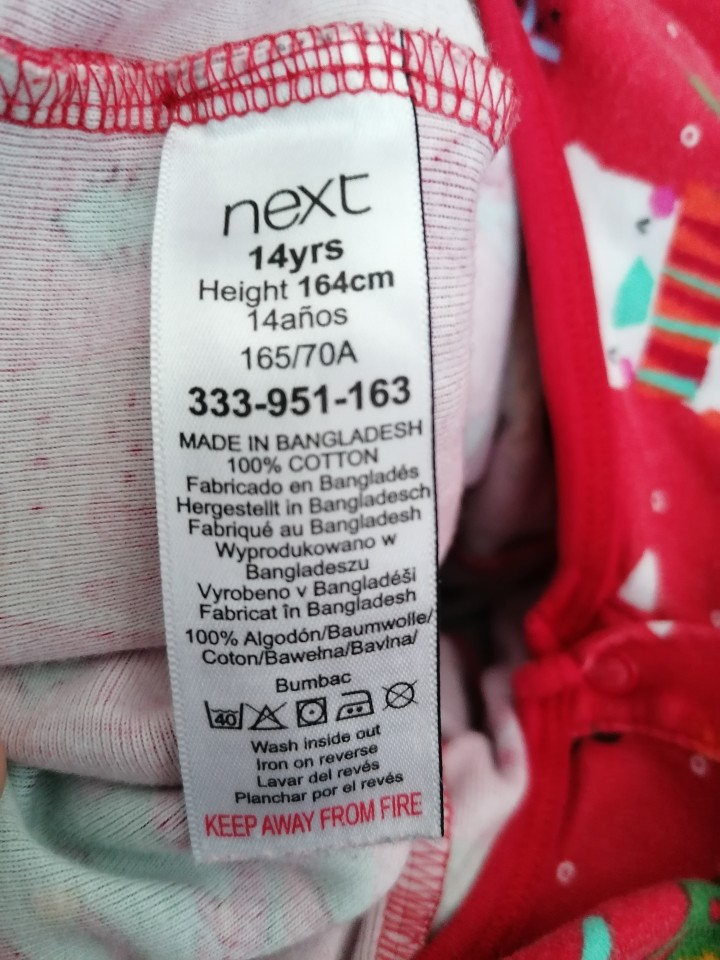 next
14yrs
Height 164cm
14años
165/70A
333-951-163
MADE IN BANGLADESH
100% COTTON
Fabricado en Bangladés
Hergestellt in Bangladesch
Fabriqué au Bangladesh
Wyprodukowano w
Bangladeszu
Vyrobeno v Bangladéši
Fabricat în Bangladesh
100% Algodón/Baumwolle/
Coton/Bawełna/Bavlna/
Bumbac
40
Wash inside out
Iron on reverse
Lavar del revés
Planchar por el revés
KEEP AWAY FROM FIRE